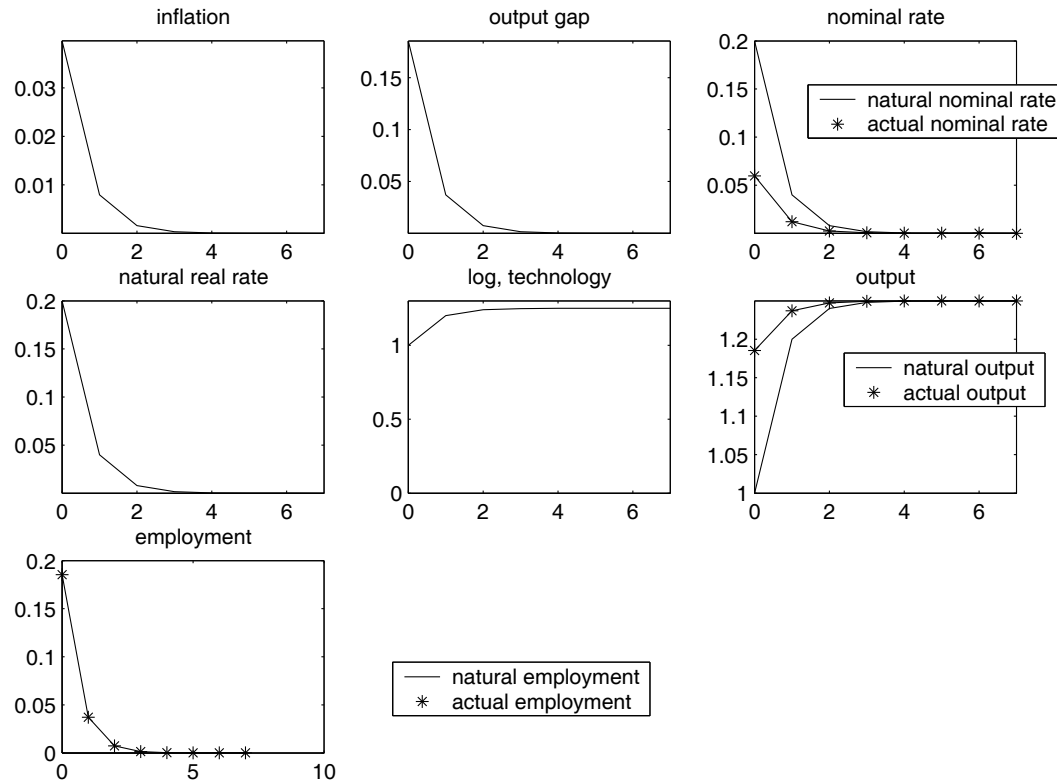 inflation
0.03
0.02
0.01
0 2 4 6
output gap
0.15
0.1
0.05
0 2 4 6
nominal rate
0.2
0.15
0.1
0.05
0 2 4 6
natural nominal rate
actual nominal rate
natural real rate
0.2
0.15
0.1
0.05
0 2 4 6
log, technology
1
0.5
0
0 2 4 6
output
1.2
1.15
1.1
1.05
1
0 2 4 6
natural output
actual output
employment
0.2
0.15
0.1
0.05
0
0 5 10
natural employment
actual employment